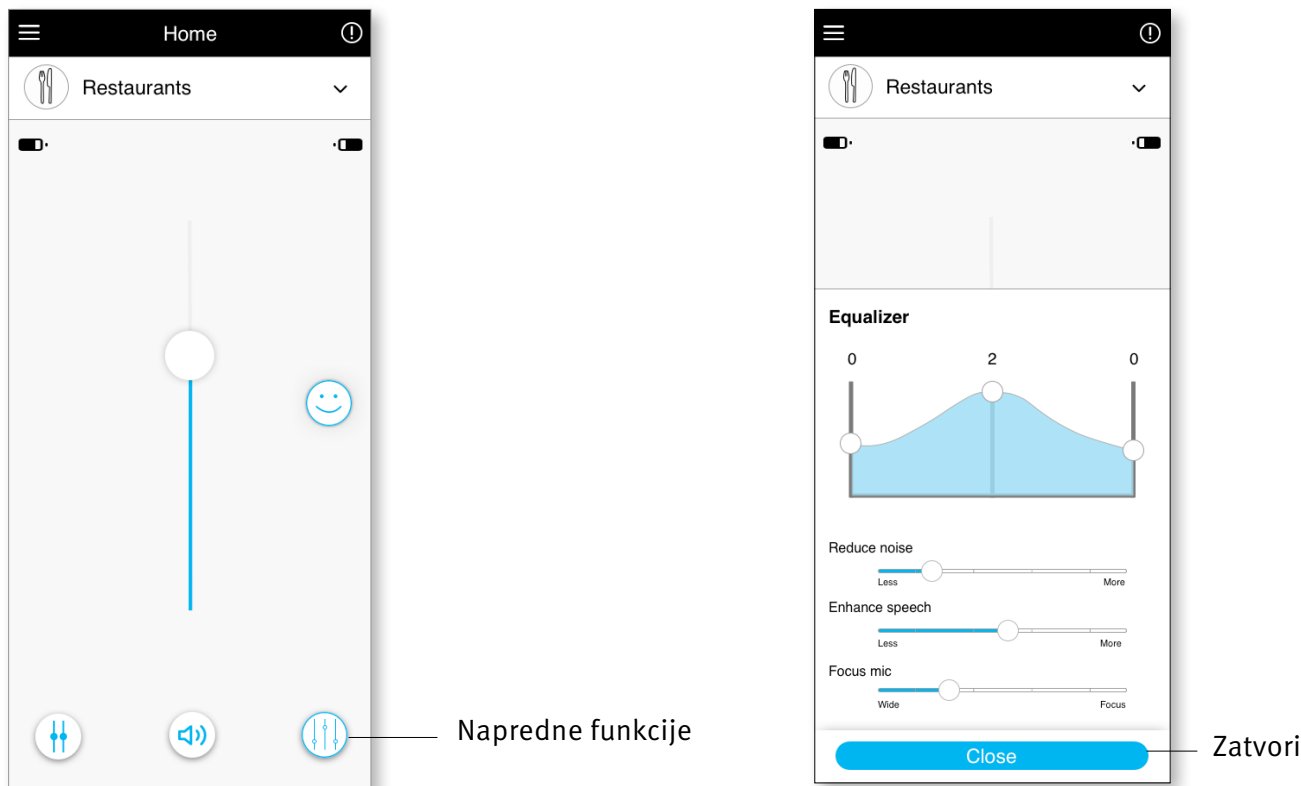 Home
Restaurants
Napredne funkcije
Restaurants
Equalizer
0 2 0
Reduce noise
Less More
Enhance speech
Less More
Focus mic
Wide Focus
Close
Zatvori